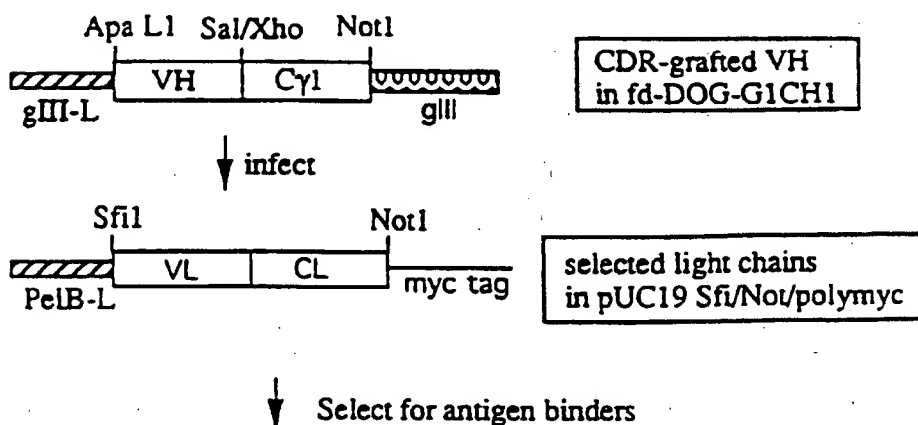 Apa L1 Sal/Xho Not1
VH Cγ1
gIII-L gIII
CDR-grafted VH
in fd-DOG-G1CH1
infect
Sfi1 Not1
VL CL
PelB-L myc tag
selected light chains
in pUC19 Sfi/Not/polymyc
Select for antigen binders